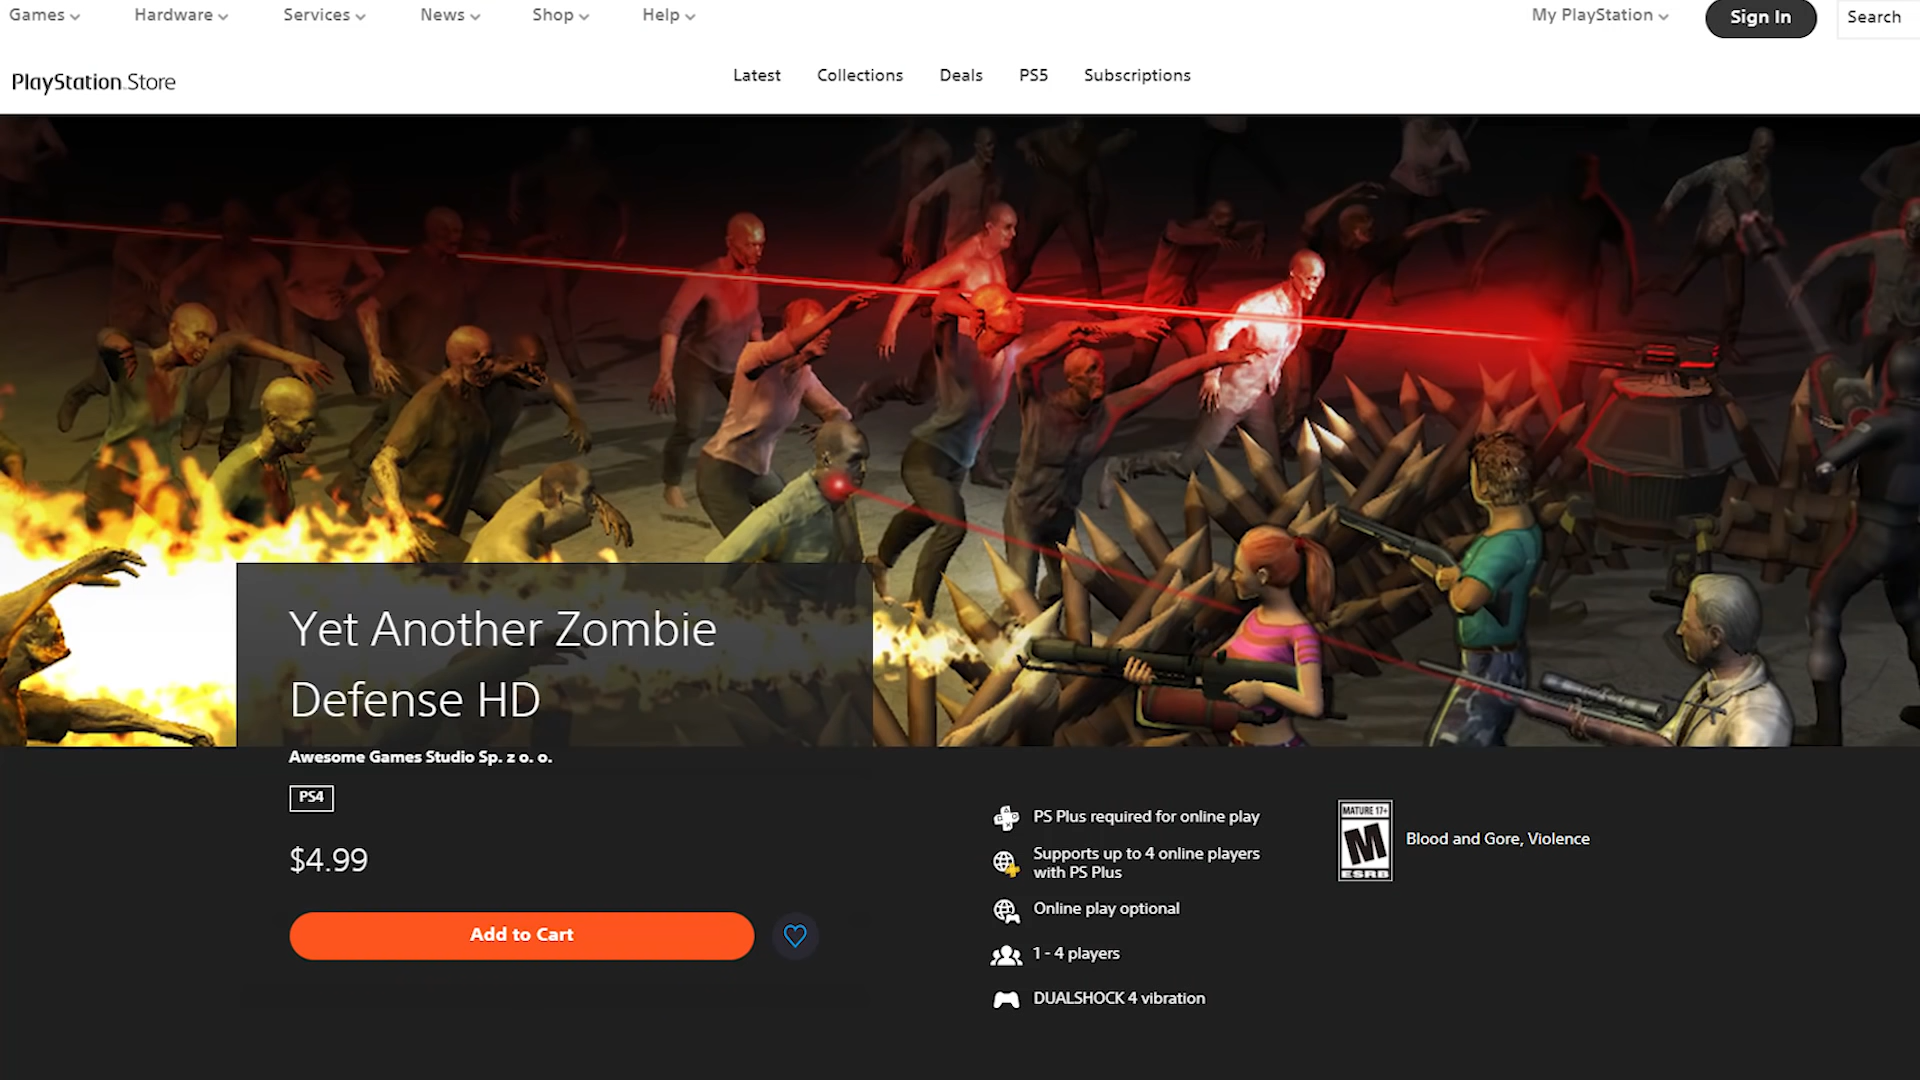 Games
Hardware
Services
News
Shop
Help
My PlayStation
Sign In
Search
PlayStation Store
Latest
Collections
Deals
PS5
Subscriptions
Yet Another Zombie
Defense HD
Awesome Games Studio Sp. z o. o.
PS4
$4.99
Add to Cart
PS Plus required for online play
Supports up to 4 online players
with PS Plus
Online play optional
1 - 4 players
DUALSHOCK 4 vibration
MATURE 17+
M
ESRB
Blood and Gore, Violence